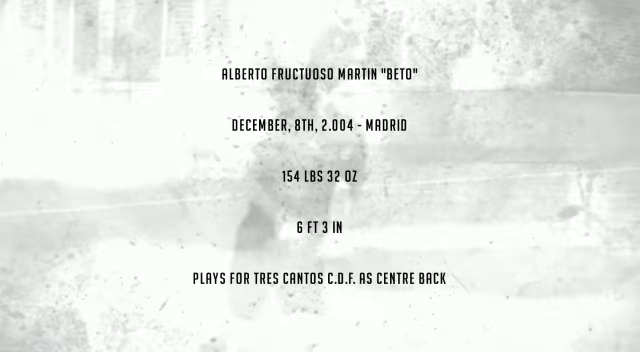 ALBERTO FRUCTUOSO MARTIN "BETO"
DECEMBER, 8TH, 2.004 - MADRID
154 LBS 32 OZ
6 FT 3 IN
PLAYS FOR TRES CANTOS C.D.F. AS CENTRE BACK